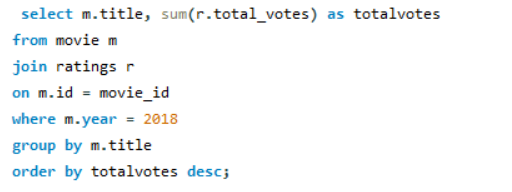 select m.title, sum(r.total_votes) as totalvotes
from movie m
join ratings r
on m.id = movie_id
where m.year = 2018
group by m.title
order by totalvotes desc;